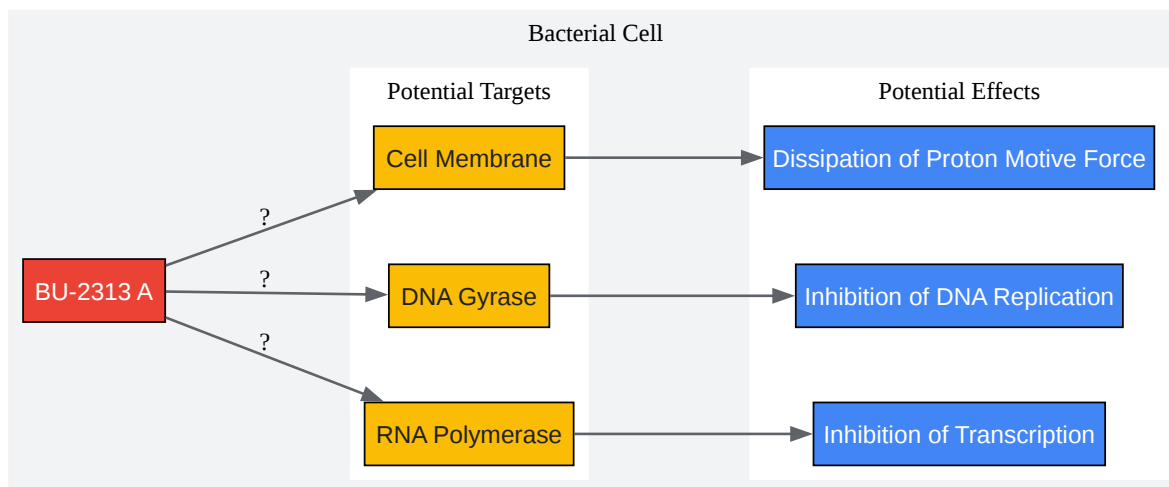 Bacterial Cell
Potential Targets
Potential Effects
Cell Membrane
Dissipation of Proton Motive Force
?
BU-2313 A
?
DNA Gyrase
Inhibition of DNA Replication
?
RNA Polymerase
Inhibition of Transcription